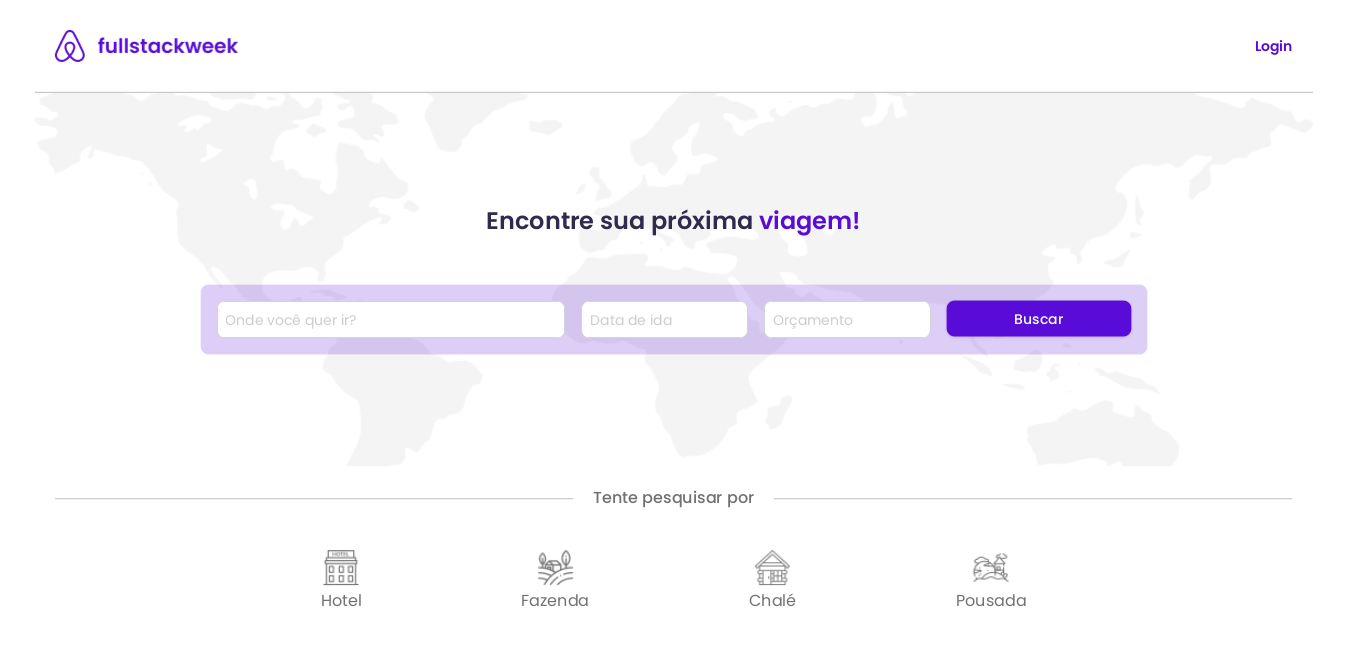 fullstackweek
Login
Encontre sua próxima viagem!
Onde você quer ir?
Data de ida
Orçamento
Buscar
Tente pesquisar por
HOTEL
Hotel
Fazenda
Chalé
Pousada